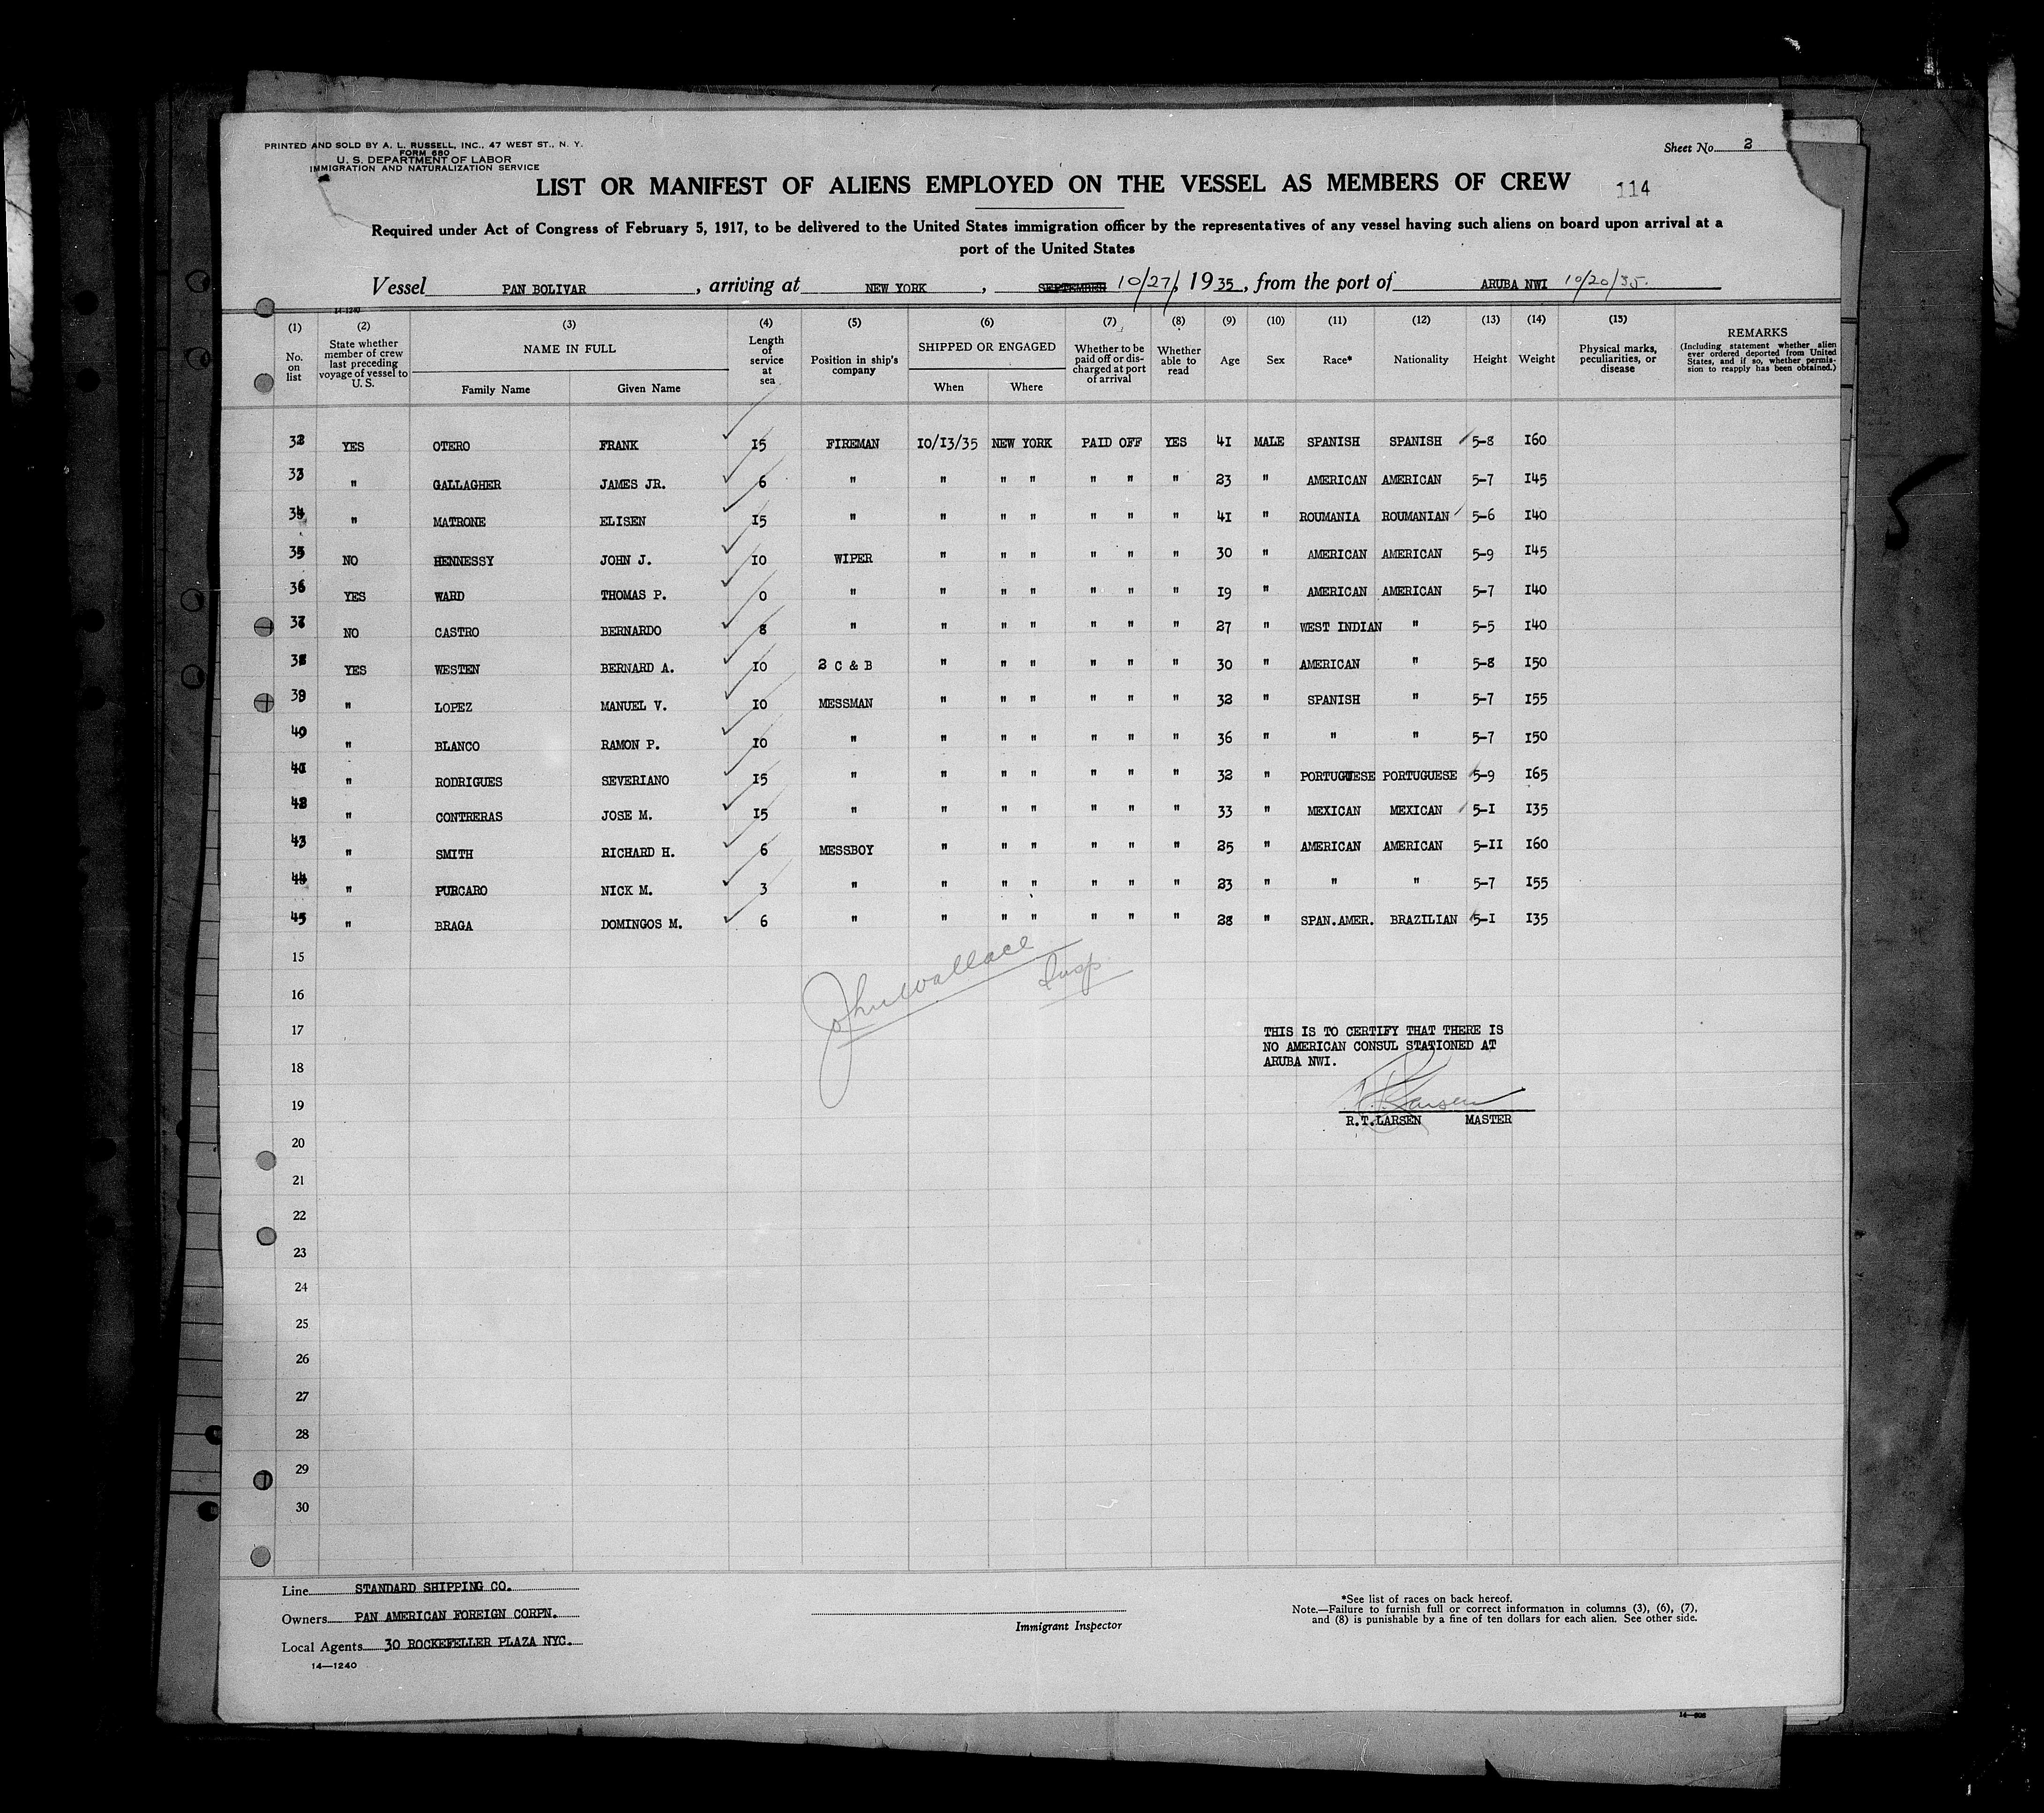 PRINTED AND SOLD BY A. L. RUSSELL, INC., 47 WEST ST., N. Y.
FORM 680
U. S. DEPARTMENT OF LABOR
IMMIGRATION AND NATURALIZATION SERVICE
Sheet No. 2
LIST OR MANIFEST OF ALIENS EMPLOYED ON THE VESSEL AS MEMBERS OF CREW
114
Required under Act of Congress of February 5, 1917, to be delivered to the United States immigration officer by the representatives of any vessel having such aliens on board upon arrival at a
port of the United States
Vessel PAN BOLIVAR, arriving at NEW YORK, SEPTEMBER 10/27, 1935, from the port of ARUBA NWI 10/20/35.
14-1240
(1) (2) (3) (4) (5) (6) (7) (8) (9) (10) (11) (12) (13) (14) (15)
No. on list
State whether member of crew last preceding voyage of vessel to U. S.
NAME IN FULL
Family Name
Given Name
Length of service at sea
Position in ship's company
SHIPPED OR ENGAGED
When
Where
Whether to be paid off or discharged at port of arrival
Whether able to read
Age
Sex
Race*
Nationality
Height
Weight
Physical marks, peculiarities, or disease
REMARKS
(Including statement whether alien ever ordered deported from United States, and if so, whether permission to reapply has been obtained.)
32 YES OTERO FRANK 15 FIREMAN 10/13/35 NEW YORK PAID OFF YES 41 MALE SPANISH SPANISH 5-8 160
33 " GALLAGHER JAMES JR. 6 " " " " " " " 23 " AMERICAN AMERICAN 5-7 145
34 " MATRONE ELISEN 15 " " " " " " " 41 " ROUMANIA ROUMANIAN 5-6 140
35 NO HENNESSY JOHN J. 10 WIPER " " " " " " 30 " AMERICAN AMERICAN 5-9 145
36 YES WARD THOMAS P. 0 " " " " " " " 19 " AMERICAN AMERICAN 5-7 140
37 NO CASTRO BERNARDO 8 " " " " " " " 27 " WEST INDIAN " 5-5 140
38 YES WESTEN BERNARD A. 10 2 C & B " " " " " " 30 " AMERICAN " 5-8 150
39 " LOPEZ MANUEL V. 10 MESSMAN " " " " " " 32 " SPANISH " 5-7 155
40 " BLANCO RAMON P. 10 " " " " " " " 36 " " " 5-7 150
41 " RODRIGUES SEVERIANO 15 " " " " " " " 32 " PORTUGUESE PORTUGUESE 5-9 165
42 " CONTRERAS JOSE M. 15 " " " " " " " 33 " MEXICAN MEXICAN 5-1 135
43 " SMITH RICHARD H. 6 MESSBOY " " " " " " 25 " AMERICAN AMERICAN 5-11 160
44 " PURCARO NICK M. 3 " " " " " " " 23 " " " 5-7 155
45 " BRAGA DOMINGOS M. 6 " " " " " " " 28 " SPAN.AMER. BRAZILIAN 5-1 135
15
John Wallace
Insp
16
17
THIS IS TO CERTIFY THAT THERE IS
NO AMERICAN CONSUL STATIONED AT
ARUBA NWI.
18
19
R.T.Larsen
R.T.LARSEN MASTER
20
21
22
23
24
25
26
27
28
29
30
Line STANDARD SHIPPING CO.
Owners PAN AMERICAN FOREIGN CORPN.
Local Agents 30 ROCKEFELLER PLAZA NYC.
14—1240
Immigrant Inspector
*See list of races on back hereof.
Note.—Failure to furnish full or correct information in columns (3), (6), (7),
and (8) is punishable by a fine of ten dollars for each alien. See other side.